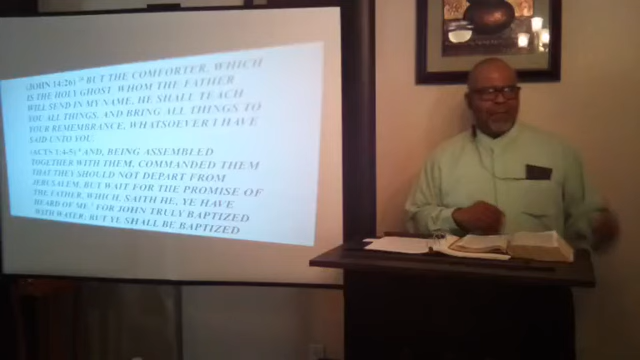 (JOHN 14:26) 26 BUT THE COMFORTER, WHICH
IS THE HOLY GHOST, WHOM THE FATHER
WILL SEND IN MY NAME, HE SHALL TEACH
YOU ALL THINGS, AND BRING ALL THINGS TO
YOUR REMEMBRANCE, WHATSOEVER I HAVE
SAID UNTO YOU.
(ACTS 1:4-5) 4 AND, BEING ASSEMBLED
TOGETHER WITH THEM, COMMANDED THEM
THAT THEY SHOULD NOT DEPART FROM
JERUSALEM, BUT WAIT FOR THE PROMISE OF
THE FATHER, WHICH, SAITH HE, YE HAVE
HEARD OF ME. 5 FOR JOHN TRULY BAPTIZED
WITH WATER; BUT YE SHALL BE BAPTIZED